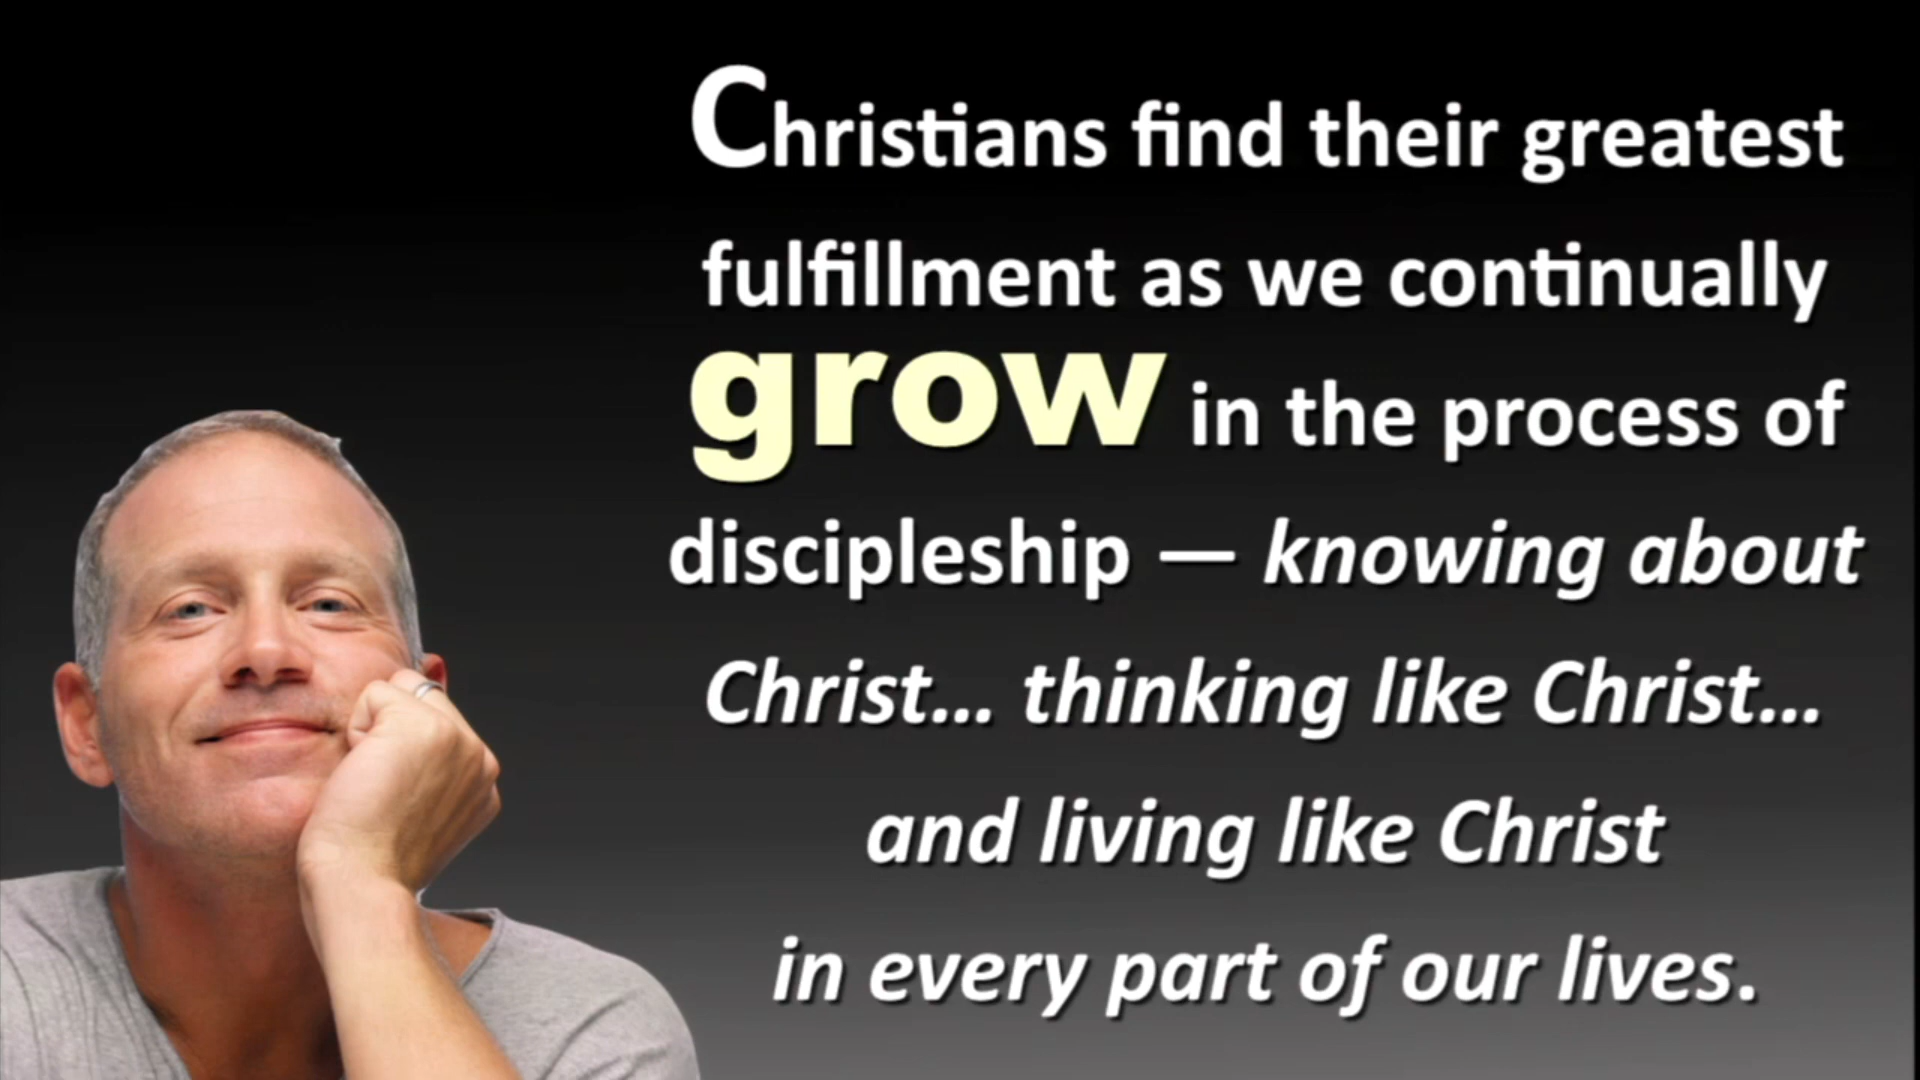 Christians find their greatest
fulfillment as we continually
grow in the process of
discipleship — knowing about
Christ... thinking like Christ...
and living like Christ
in every part of our lives.